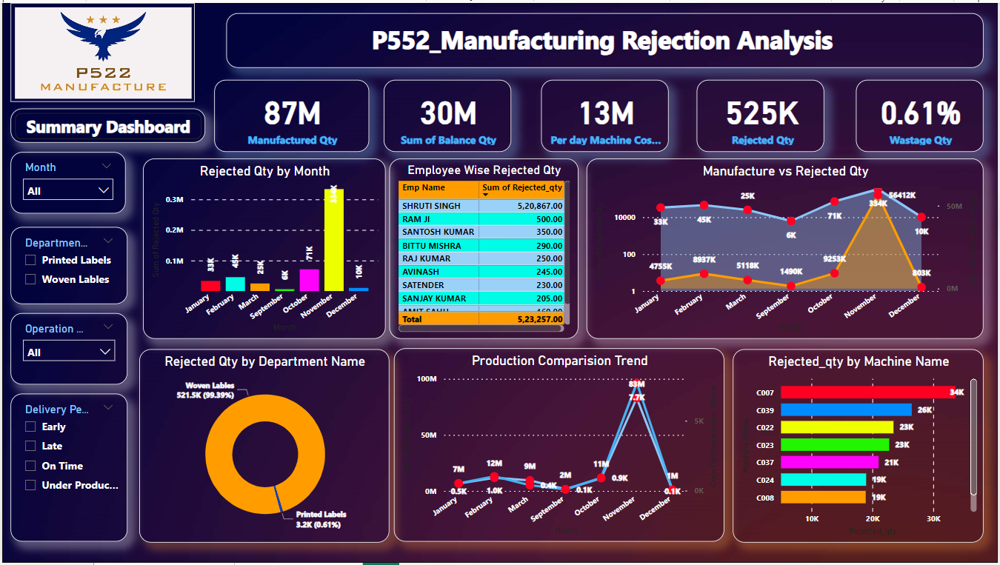 P522
MANUFACTURE
P552_Manufacturing Rejection Analysis
Summary Dashboard
87M
Manufactured Qty
30M
Sum of Balance Qty
13M
Per day Machine Cos...
525K
Rejected Qty
0.61%
Wastage Qty
Month
All
Departmen...
Printed Labels
Woven Lables
Operation ...
All
Delivery Pe...
Early
Late
On Time
Under Produc...
Rejected Qty by Month
Sum of Rejected Qty
0.3M
0.2M
0.1M
33K
45K
25K
6K
71K
334K
10K
January
February
March
September
October
November
December
Month
Employee Wise Rejected Qty
Emp Name Sum of Rejected_qty
SHRUTI SINGH 5,20,867.00
RAM JI 500.00
SANTOSH KUMAR 350.00
BITTU MISHRA 290.00
RAJ KUMAR 250.00
AVINASH 245.00
SATENDER 230.00
SANJAY KUMAR 205.00
AMIT SAHU 160.00
Total 5,23,257.00
Manufacture vs Rejected Qty
10000
100
1
50M
0M
33K
45K
25K
6K
71K
334K
10K
4755K
8937K
5118K
1490K
9253K
56412K
803K
January
February
March
September
October
November
December
Month
Rejected Qty by Department Name
Woven Lables
521.5K (99.39%)
Printed Labels
3.2K (0.61%)
Production Comparision Trend
100M
50M
0M
5K
0K
7M
12M
9M
2M
11M
83M
1M
0.5K
1.0K
0.4K
0.1K
0.9K
7.7K
0.1K
January
February
March
September
October
November
December
Month
Rejected_qty by Machine Name
C007 34K
C039 26K
C022 23K
C023 23K
C037 21K
C024 19K
C008 19K
10K 20K 30K
Rejected_qty